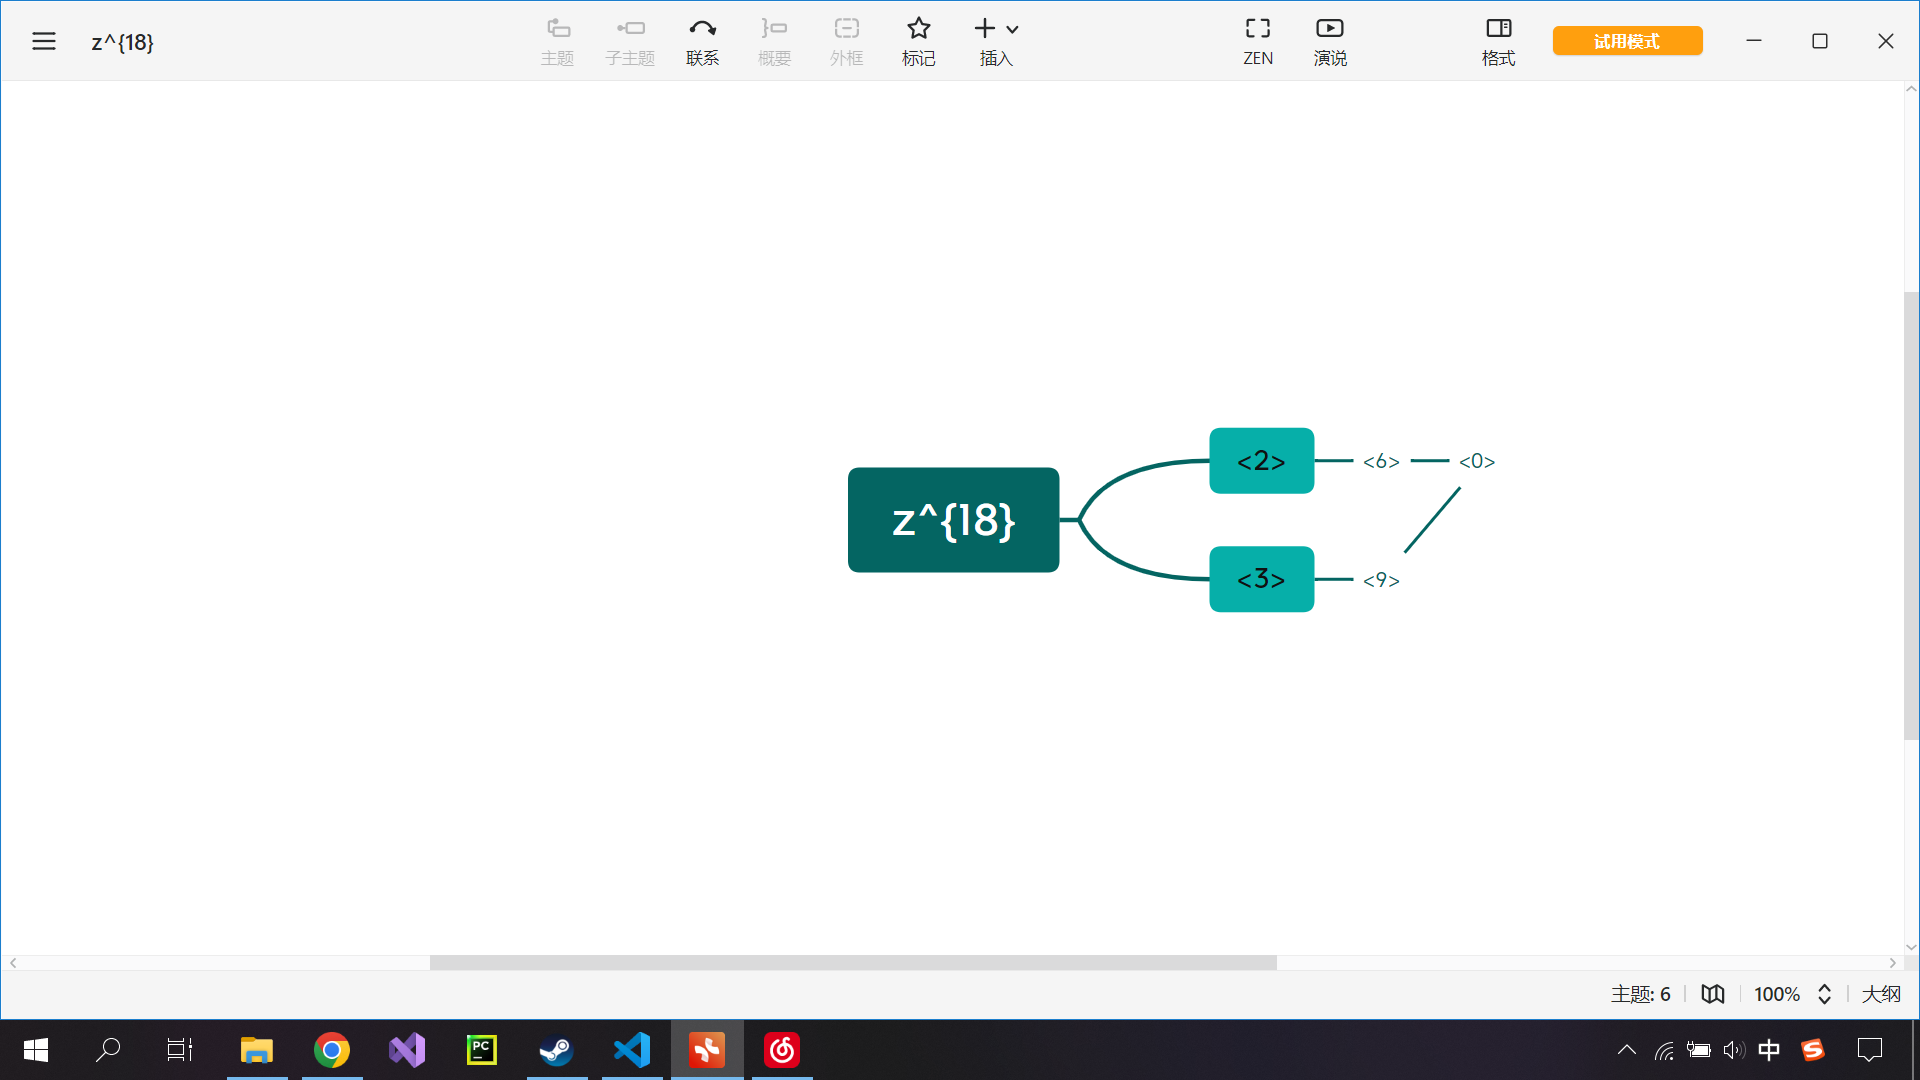 z^{18}
主题
子主题
联系
概要
外框
标记
插入
ZEN
演说
格式
试用模式
z^{18}
<2>
<6>
<0>
<3>
<9>
主题: 6
100%
大纲
PC
中